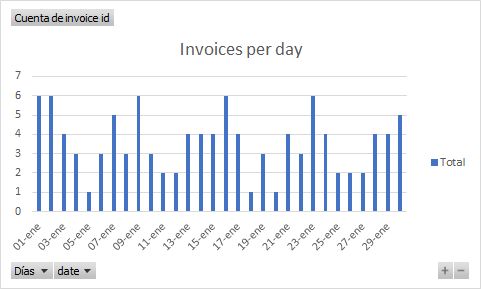 Cuenta de invoice id
Invoices per day
7
6
5
4
3
2
1
0
Total
01-ene
03-ene
05-ene
07-ene
09-ene
11-ene
13-ene
15-ene
17-ene
19-ene
21-ene
23-ene
25-ene
27-ene
29-ene
Días
date
+ -